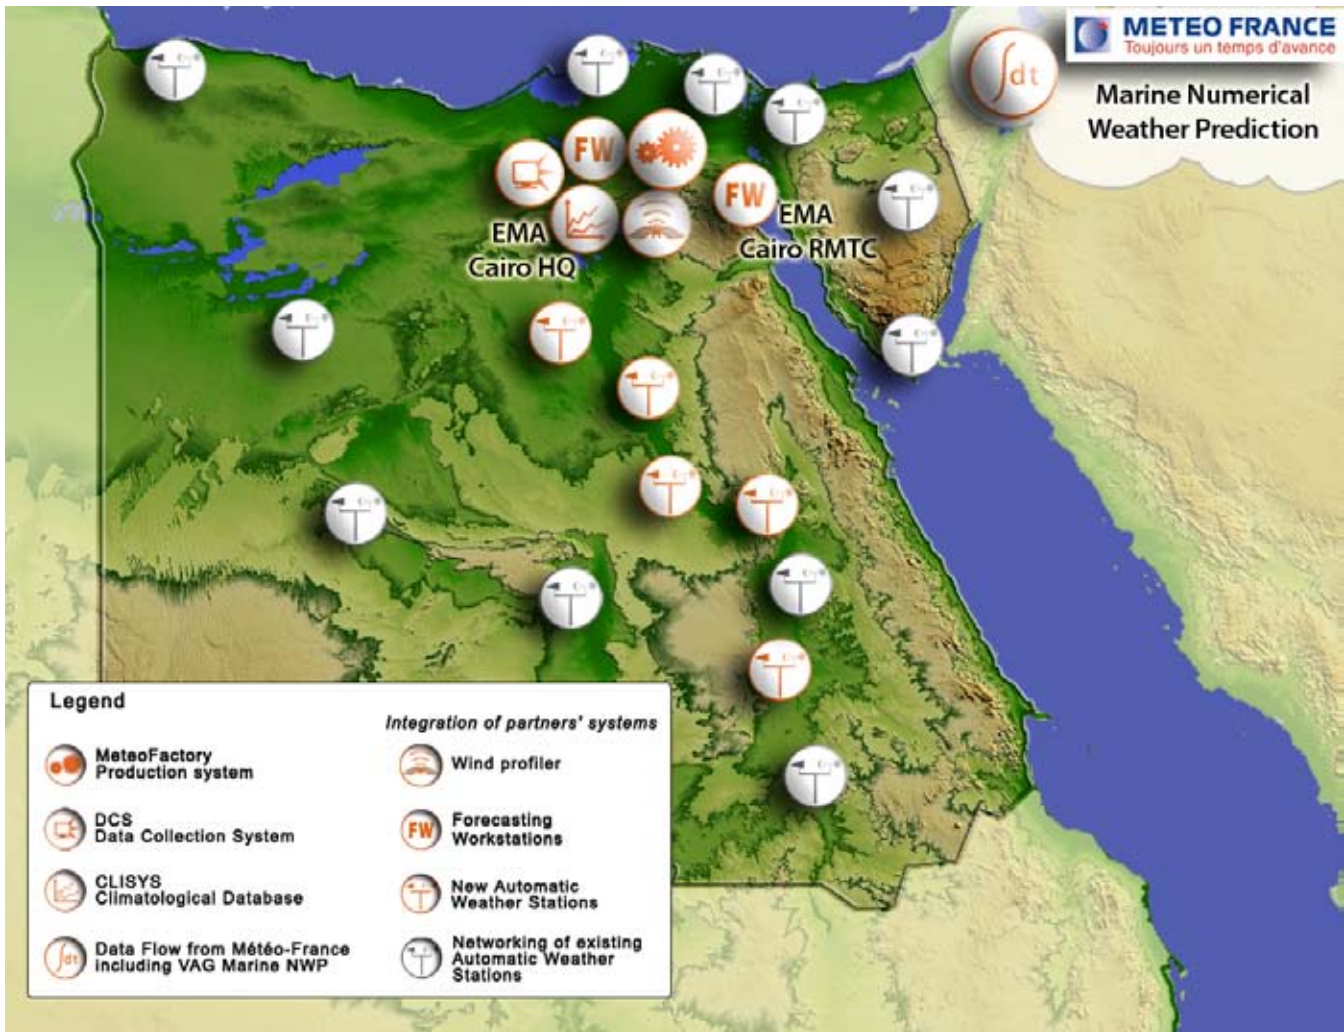 METEO FRANCE
Toujours un temps d'avance
∫dt
Marine Numerical
Weather Prediction
FW
FW
EMA
Cairo HQ
EMA
Cairo RMTC
Legend
Integration of partners' systems
MeteoFactory
Production system
Wind profiler
DCS
Data Collection System
FW
Forecasting
Workstations
CLISYS
Climatological Database
New Automatic
Weather Stations
∫dt
Data Flow from Météo-France
including VAG Marine NWP
Networking of existing
Automatic Weather
Stations